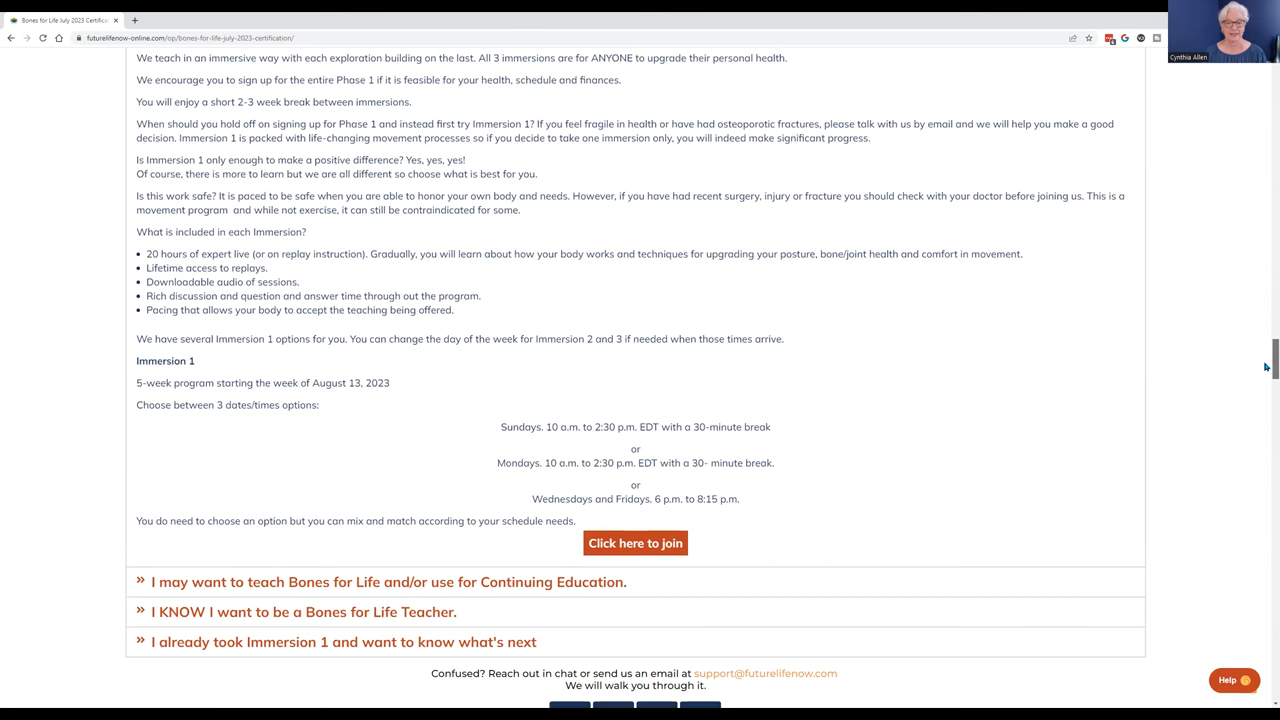 Bones for Life July 2023 Certific
futurelifenow-online.com/op/bones-for-life-july-2023-certification/
Cynthia Allen
We teach in an immersive way with each exploration building on the last. All 3 immersions are for ANYONE to upgrade their personal health.
We encourage you to sign up for the entire Phase 1 if it is feasible for your health, schedule and finances.
You will enjoy a short 2-3 week break between immersions.
When should you hold off on signing up for Phase 1 and instead first try Immersion 1? If you feel fragile in health or have had osteoporotic fractures, please talk with us by email and we will help you make a good
decision. Immersion 1 is packed with life-changing movement processes so if you decide to take one immersion only, you will indeed make significant progress.
Is Immersion 1 only enough to make a positive difference? Yes, yes, yes!
Of course, there is more to learn but we are all different so choose what is best for you.
Is this work safe? It is paced to be safe when you are able to honor your own body and needs. However, if you have had recent surgery, injury or fracture you should check with your doctor before joining us. This is a
movement program and while not exercise, it can still be contraindicated for some.
What is included in each Immersion?
• 20 hours of expert live (or on replay instruction). Gradually, you will learn about how your body works and techniques for upgrading your posture, bone/joint health and comfort in movement.
• Lifetime access to replays.
• Downloadable audio of sessions.
• Rich discussion and question and answer time through out the program.
• Pacing that allows your body to accept the teaching being offered.
We have several Immersion 1 options for you. You can change the day of the week for Immersion 2 and 3 if needed when those times arrive.
Immersion 1
5-week program starting the week of August 13, 2023
Choose between 3 dates/times options:
Sundays. 10 a.m. to 2:30 p.m. EDT with a 30-minute break
or
Mondays. 10 a.m. to 2:30 p.m. EDT with a 30- minute break.
or
Wednesdays and Fridays. 6 p.m. to 8:15 p.m.
You do need to choose an option but you can mix and match according to your schedule needs.
Click here to join
» I may want to teach Bones for Life and/or use for Continuing Education.
» I KNOW I want to be a Bones for Life Teacher.
» I already took Immersion 1 and want to know what's next
Confused? Reach out in chat or send us an email at support@futurelifenow.com
We will walk you through it.
Help